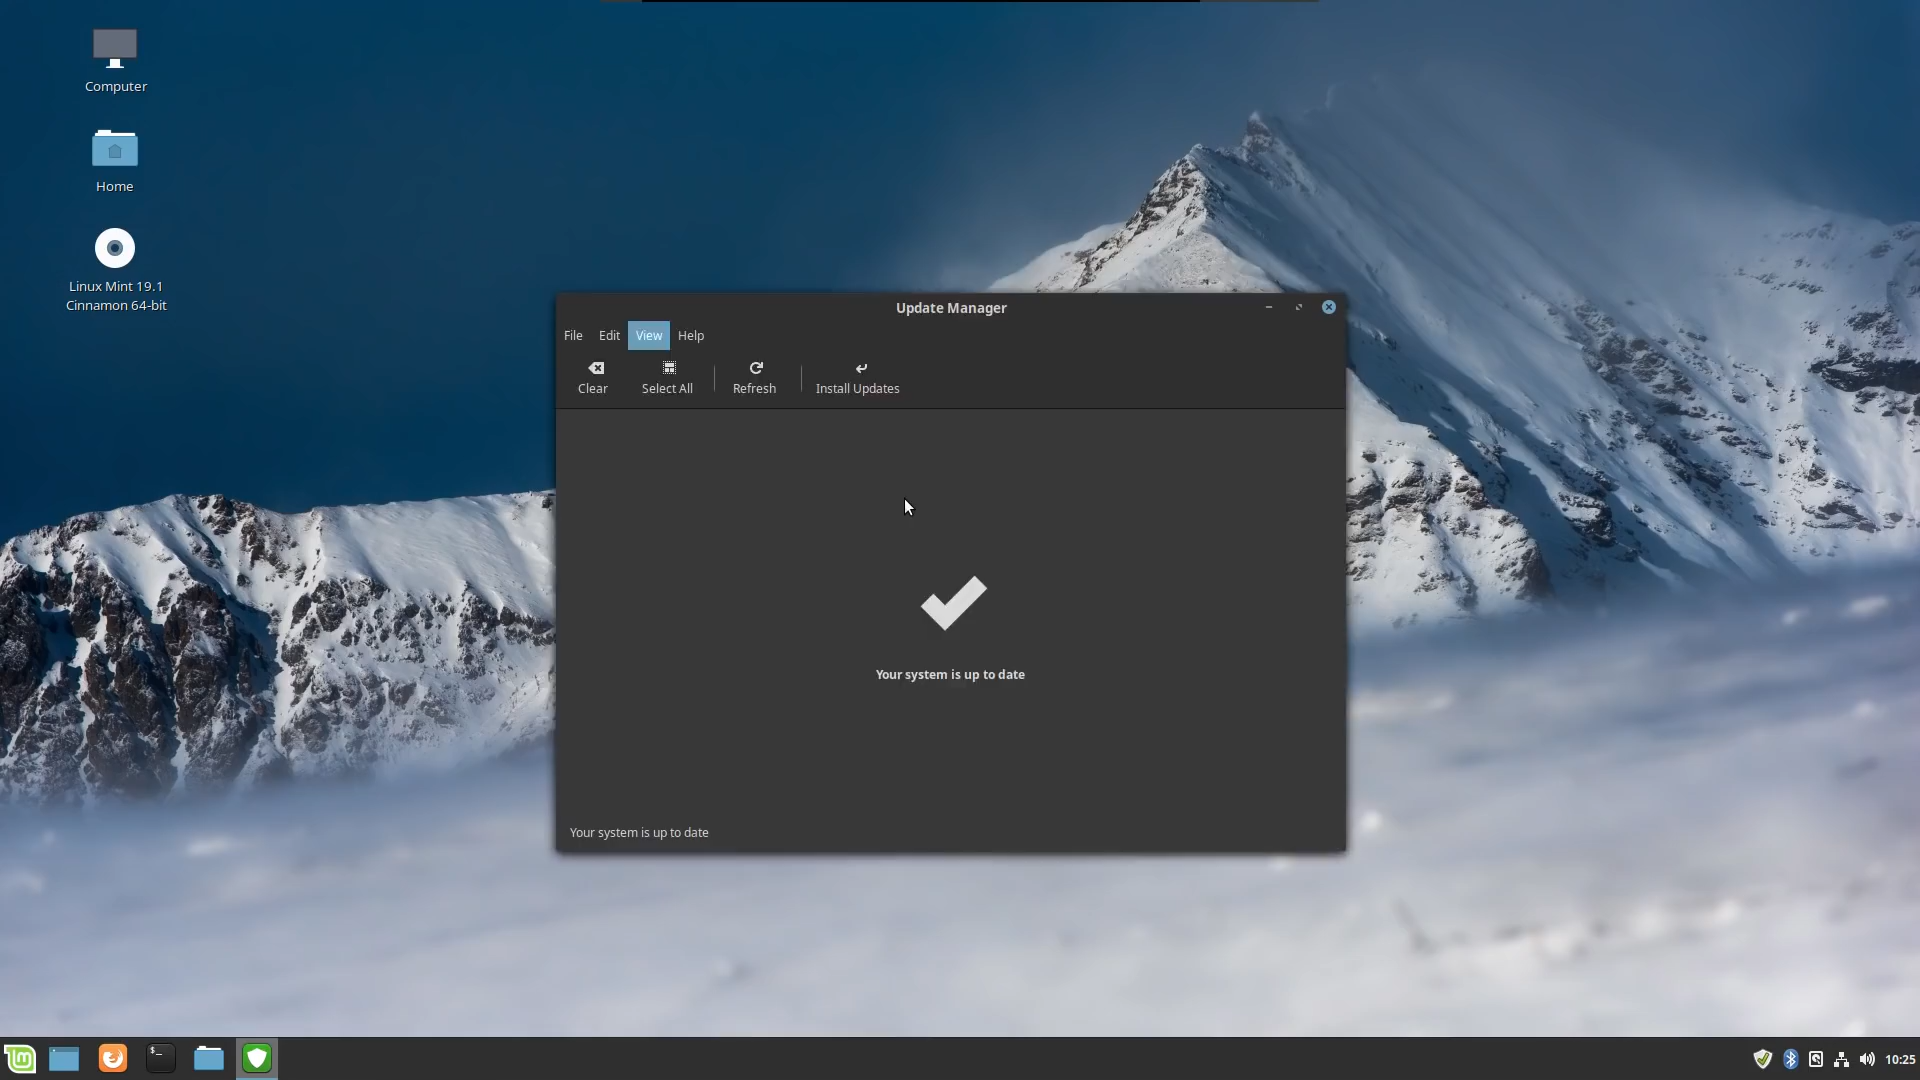 Computer
Home
Linux Mint 19.1
Cinnamon 64-bit
Update Manager
File Edit View Help
Clear Select All Refresh Install Updates
Your system is up to date
Your system is up to date
$_
10:25